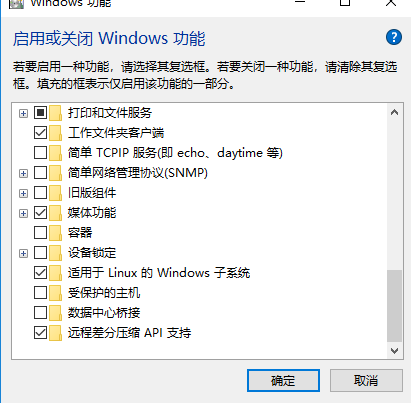 Windows 功能
启用或关闭 Windows 功能
?
若要启用一种功能，请选择其复选框。若要关闭一种功能，请清除其复选
框。填充的框表示仅启用该功能的一部分。
打印和文件服务
工作文件夹客户端
简单 TCPIP 服务(即 echo、daytime 等)
简单网络管理协议(SNMP)
旧版组件
媒体功能
容器
设备锁定
适用于 Linux 的 Windows 子系统
受保护的主机
数据中心桥接
远程差分压缩 API 支持
确定
取消